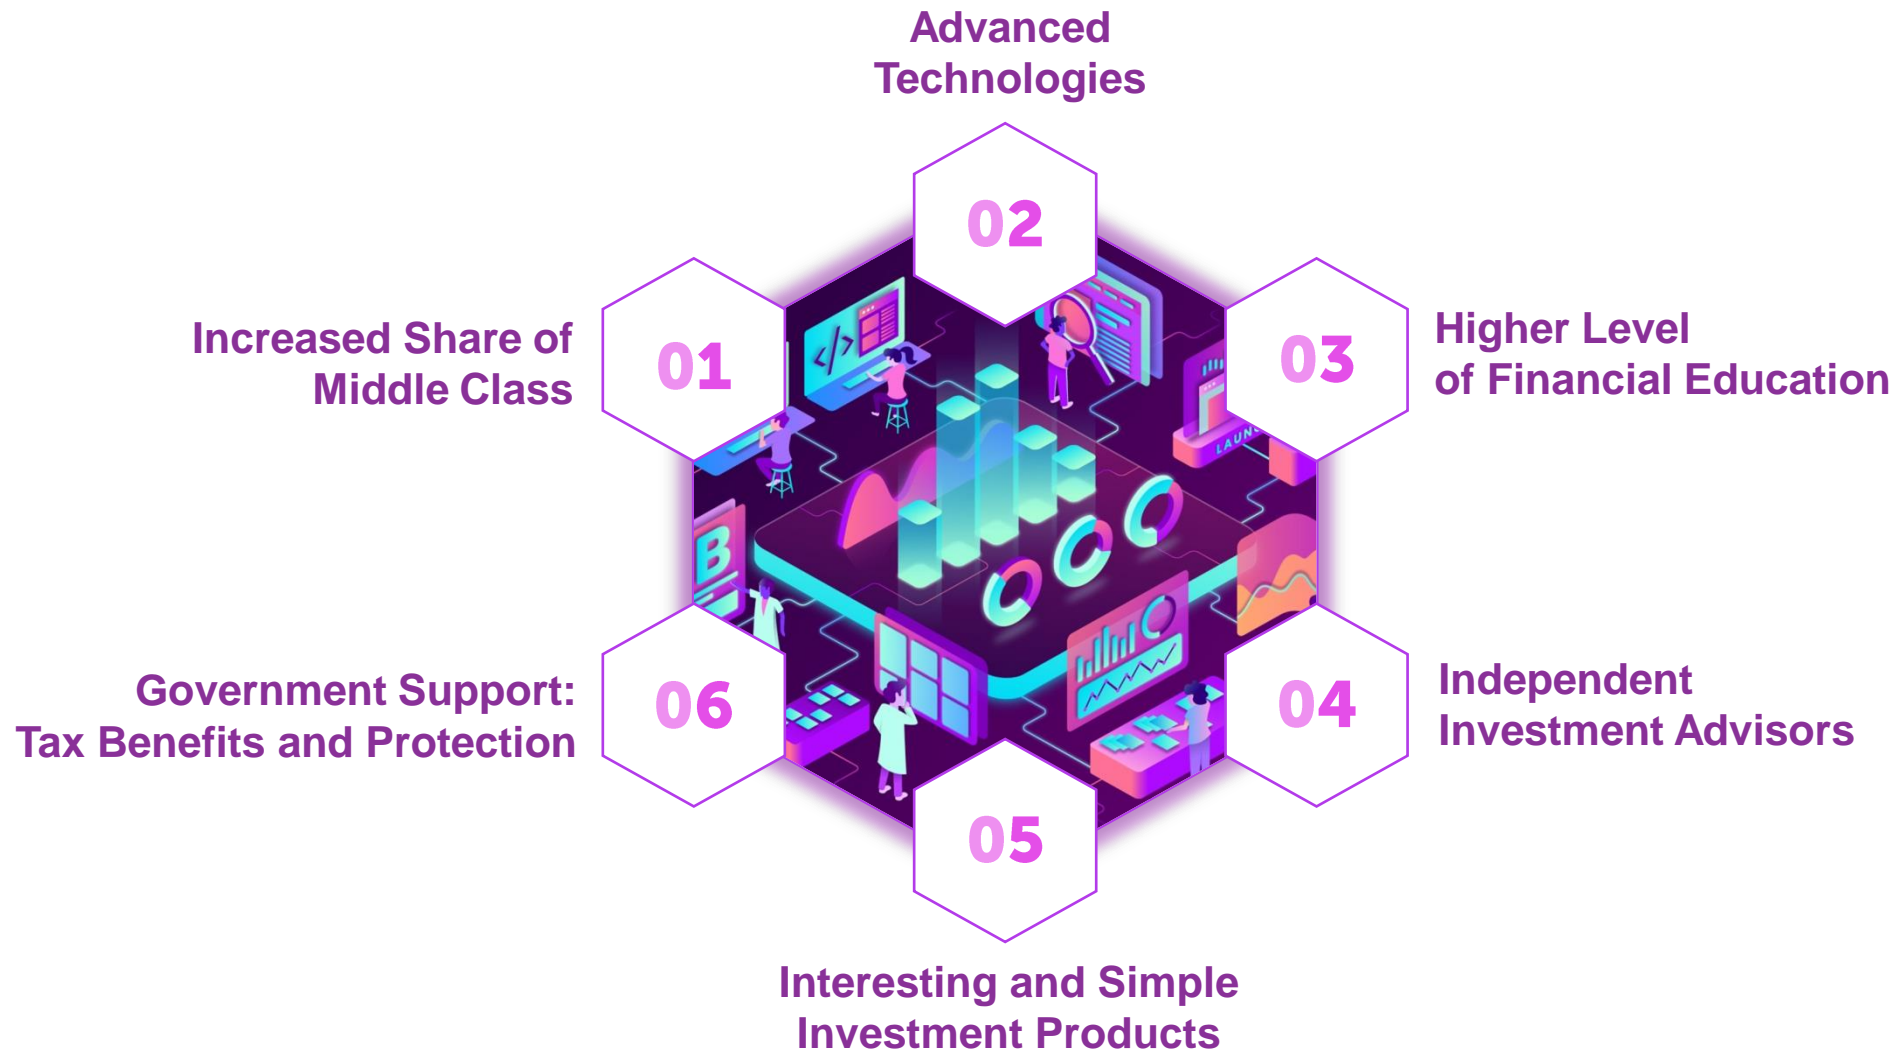 Advanced
Technologies
02
01
Increased Share of
Middle Class
03
Higher Level
of Financial Education
</>
B
06
Government Support:
Tax Benefits and Protection
04
Independent
Investment Advisors
05
Interesting and Simple
Investment Products